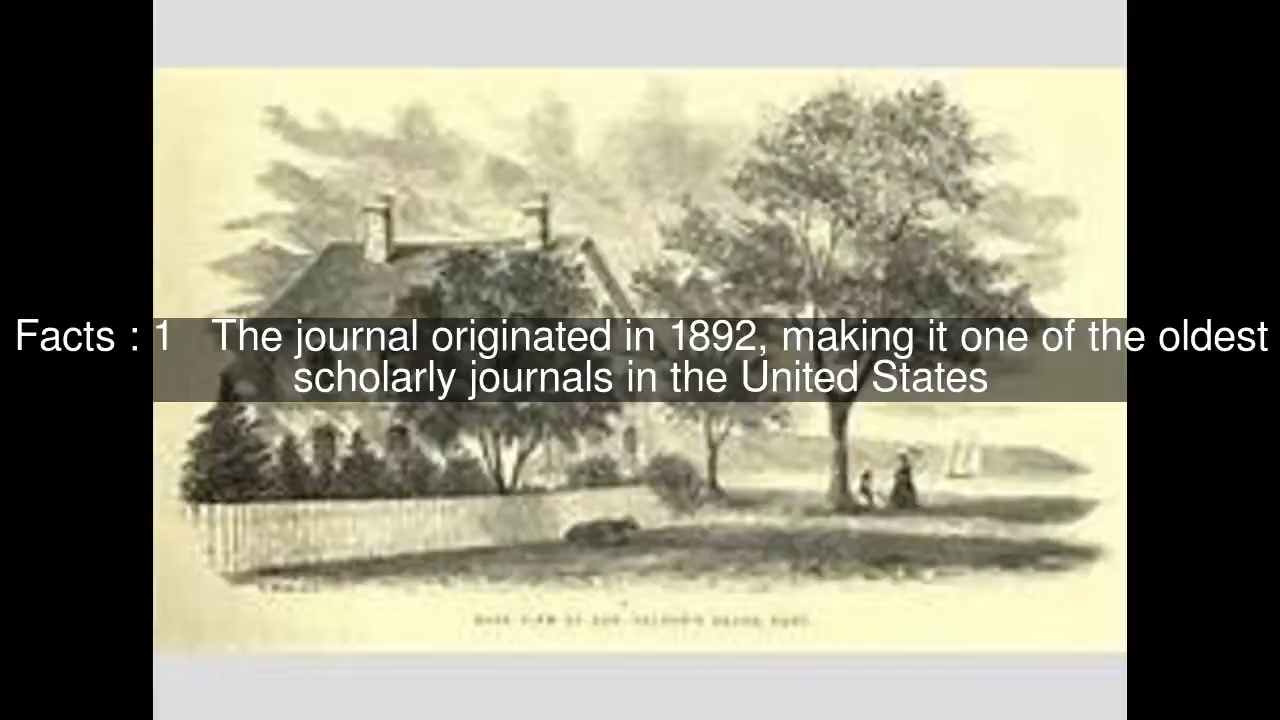 Facts : 1 The journal originated in 1892, making it one of the oldest
scholarly journals in the United States